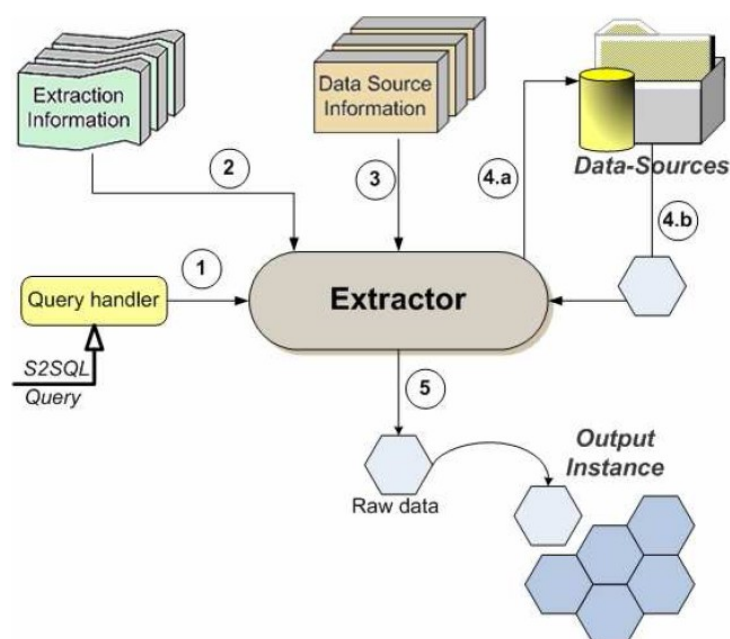 Extraction
Information
Data Source
Information
Data-Sources
2
3
4.a
4.b
1
Query handler
Extractor
S2SQL
Query
5
Output
Instance
Raw data